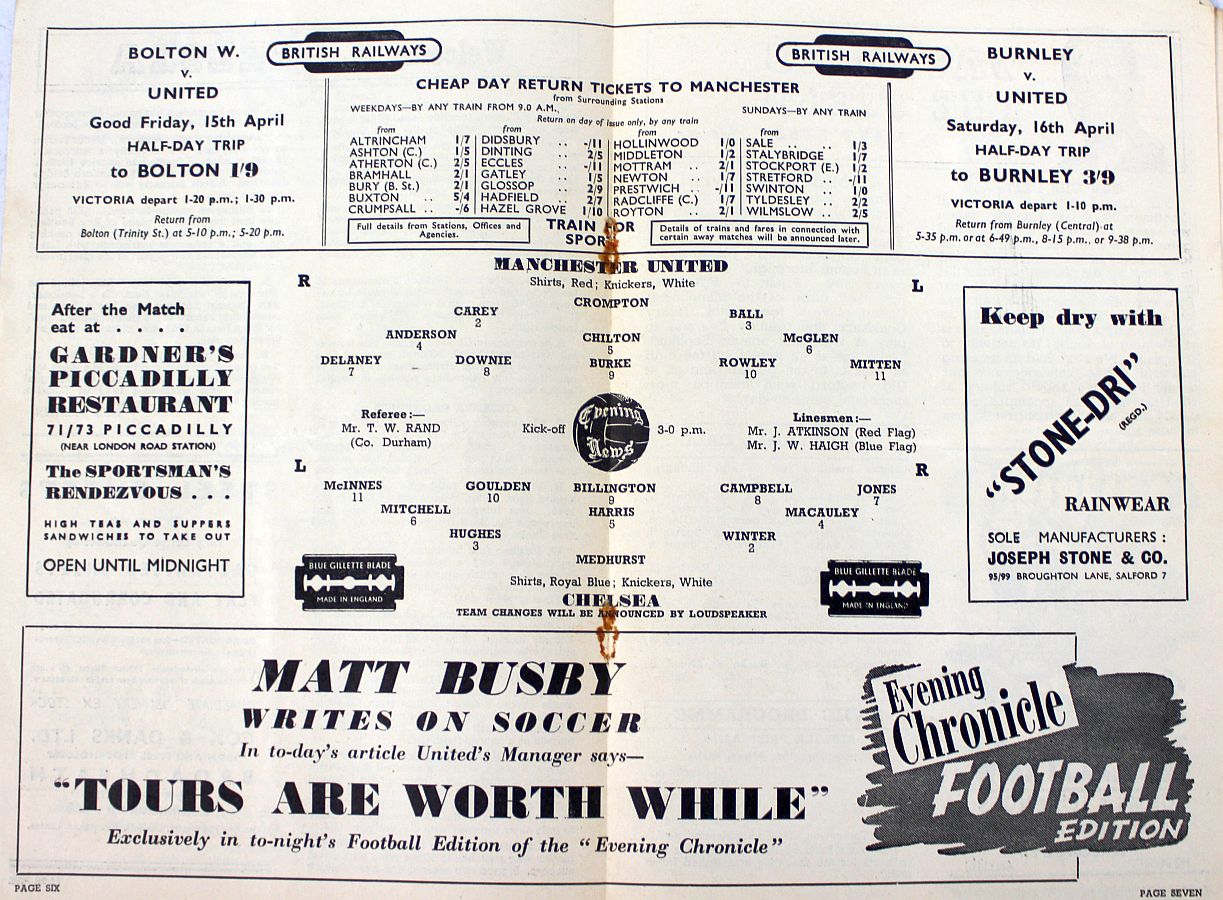 BOLTON W.
v.
UNITED
Good Friday, 15th April
HALF-DAY TRIP
to BOLTON 1/9
VICTORIA depart 1-20 p.m.; 1-30 p.m.
Return from
Bolton (Trinity St.) at 5-10 p.m.; 5-20 p.m.
BRITISH RAILWAYS
BRITISH RAILWAYS
CHEAP DAY RETURN TICKETS TO MANCHESTER
from Surrounding Stations
WEEKDAYS—BY ANY TRAIN FROM 9.0 A.M.
SUNDAYS—BY ANY TRAIN
Return on day of issue only, by any train
from
ALTRINCHAM 1/7
ASHTON (C.) 1/5
ATHERTON (C.) 2/5
BRAMHALL 2/1
BURY (B. St.) 2/1
BUXTON .. 5/4
CRUMPSALL .. -/6
from
DIDSBURY .. -/11
DINTING .. 2/5
ECCLES .. -/11
GATLEY .. 1/5
GLOSSOP .. 2/9
HADFIELD .. 2/7
HAZEL GROVE 1/10
from
HOLLINWOOD 1/0
MIDDLETON 1/2
MOTTRAM .. 2/1
NEWTON .. 1/7
PRESTWICH .. -/11
RADCLIFFE (C.) 1/7
ROYTON .. 2/1
from
SALE .. .. 1/3
STALYBRIDGE 1/7
STOCKPORT (E.) 1/2
STRETFORD .. -/11
SWINTON .. 1/0
TYLDESLEY .. 2/2
WILMSLOW .. 2/5
Full details from Stations, Offices and
Agencies.
TRAIN FOR
SPORT
Details of trains and fares in connection with
certain away matches will be announced later.
BURNLEY
v.
UNITED
Saturday, 16th April
HALF-DAY TRIP
to BURNLEY 3/9
VICTORIA depart 1-10 p.m.
Return from Burnley (Central) at
5-35 p.m. or at 6-49 p.m., 8-15 p.m., or 9-38 p.m.
After the Match
eat at . . . .
GARDNER'S
PICCADILLY
RESTAURANT
71/73 PICCADILLY
(NEAR LONDON ROAD STATION)
The SPORTSMAN'S
RENDEZVOUS . . .
HIGH TEAS AND SUPPERS
SANDWICHES TO TAKE OUT
OPEN UNTIL MIDNIGHT
MANCHESTER UNITED
Shirts, Red; Knickers, White
R
L
CROMPTON
CAREY
2
BALL
3
ANDERSON
4
CHILTON
5
McGLEN
6
DELANEY
7
DOWNIE
8
BURKE
9
ROWLEY
10
MITTEN
11
Referee:—
Mr. T. W. RAND
(Co. Durham)
Kick-off
Evening
News
3-0 p.m.
Linesmen:—
Mr. J. ATKINSON (Red Flag)
Mr. J. W. HAIGH (Blue Flag)
L
R
McINNES
11
GOULDEN
10
BILLINGTON
9
CAMPBELL
8
JONES
7
MITCHELL
6
HARRIS
5
MACAULEY
4
HUGHES
3
WINTER
2
MEDHURST
Shirts, Royal Blue; Knickers, White
CHELSEA
TEAM CHANGES WILL BE ANNOUNCED BY LOUDSPEAKER
BLUE GILLETTE BLADE
MADE IN ENGLAND
BLUE GILLETTE BLADE
MADE IN ENGLAND
Keep dry with
"STONE-DRI"
(REGD.)
RAINWEAR
SOLE MANUFACTURERS:
JOSEPH STONE & CO.
95/99 BROUGHTON LANE, SALFORD 7
MATT BUSBY
WRITES ON SOCCER
In to-day's article United's Manager says—
"TOURS ARE WORTH WHILE"
Exclusively in to-night's Football Edition of the "Evening Chronicle"
Evening
Chronicle
FOOTBALL
EDITION
PAGE SIX
PAGE SEVEN